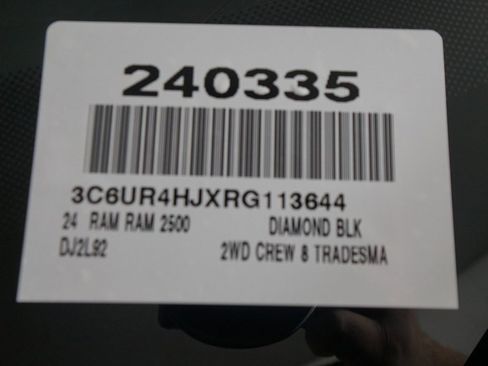 240335
3C6UR4HJXRG113644
24 RAM RAM 2500 DIAMOND BLK
DJ2L92 2WD CREW 8 TRADESMA